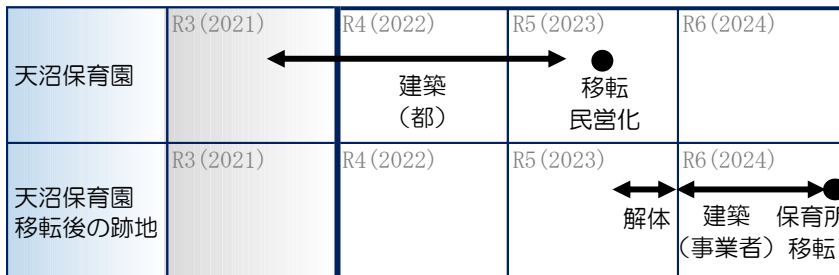 R3(2021)
R4(2022)
R5(2023)
R6(2024)
天沼保育園
建築
（都）
移転
民営化
R3(2021)
R4(2022)
R5(2023)
R6(2024)
天沼保育園
移転後の跡地
解体
建築
（事業者）
保育所
移転